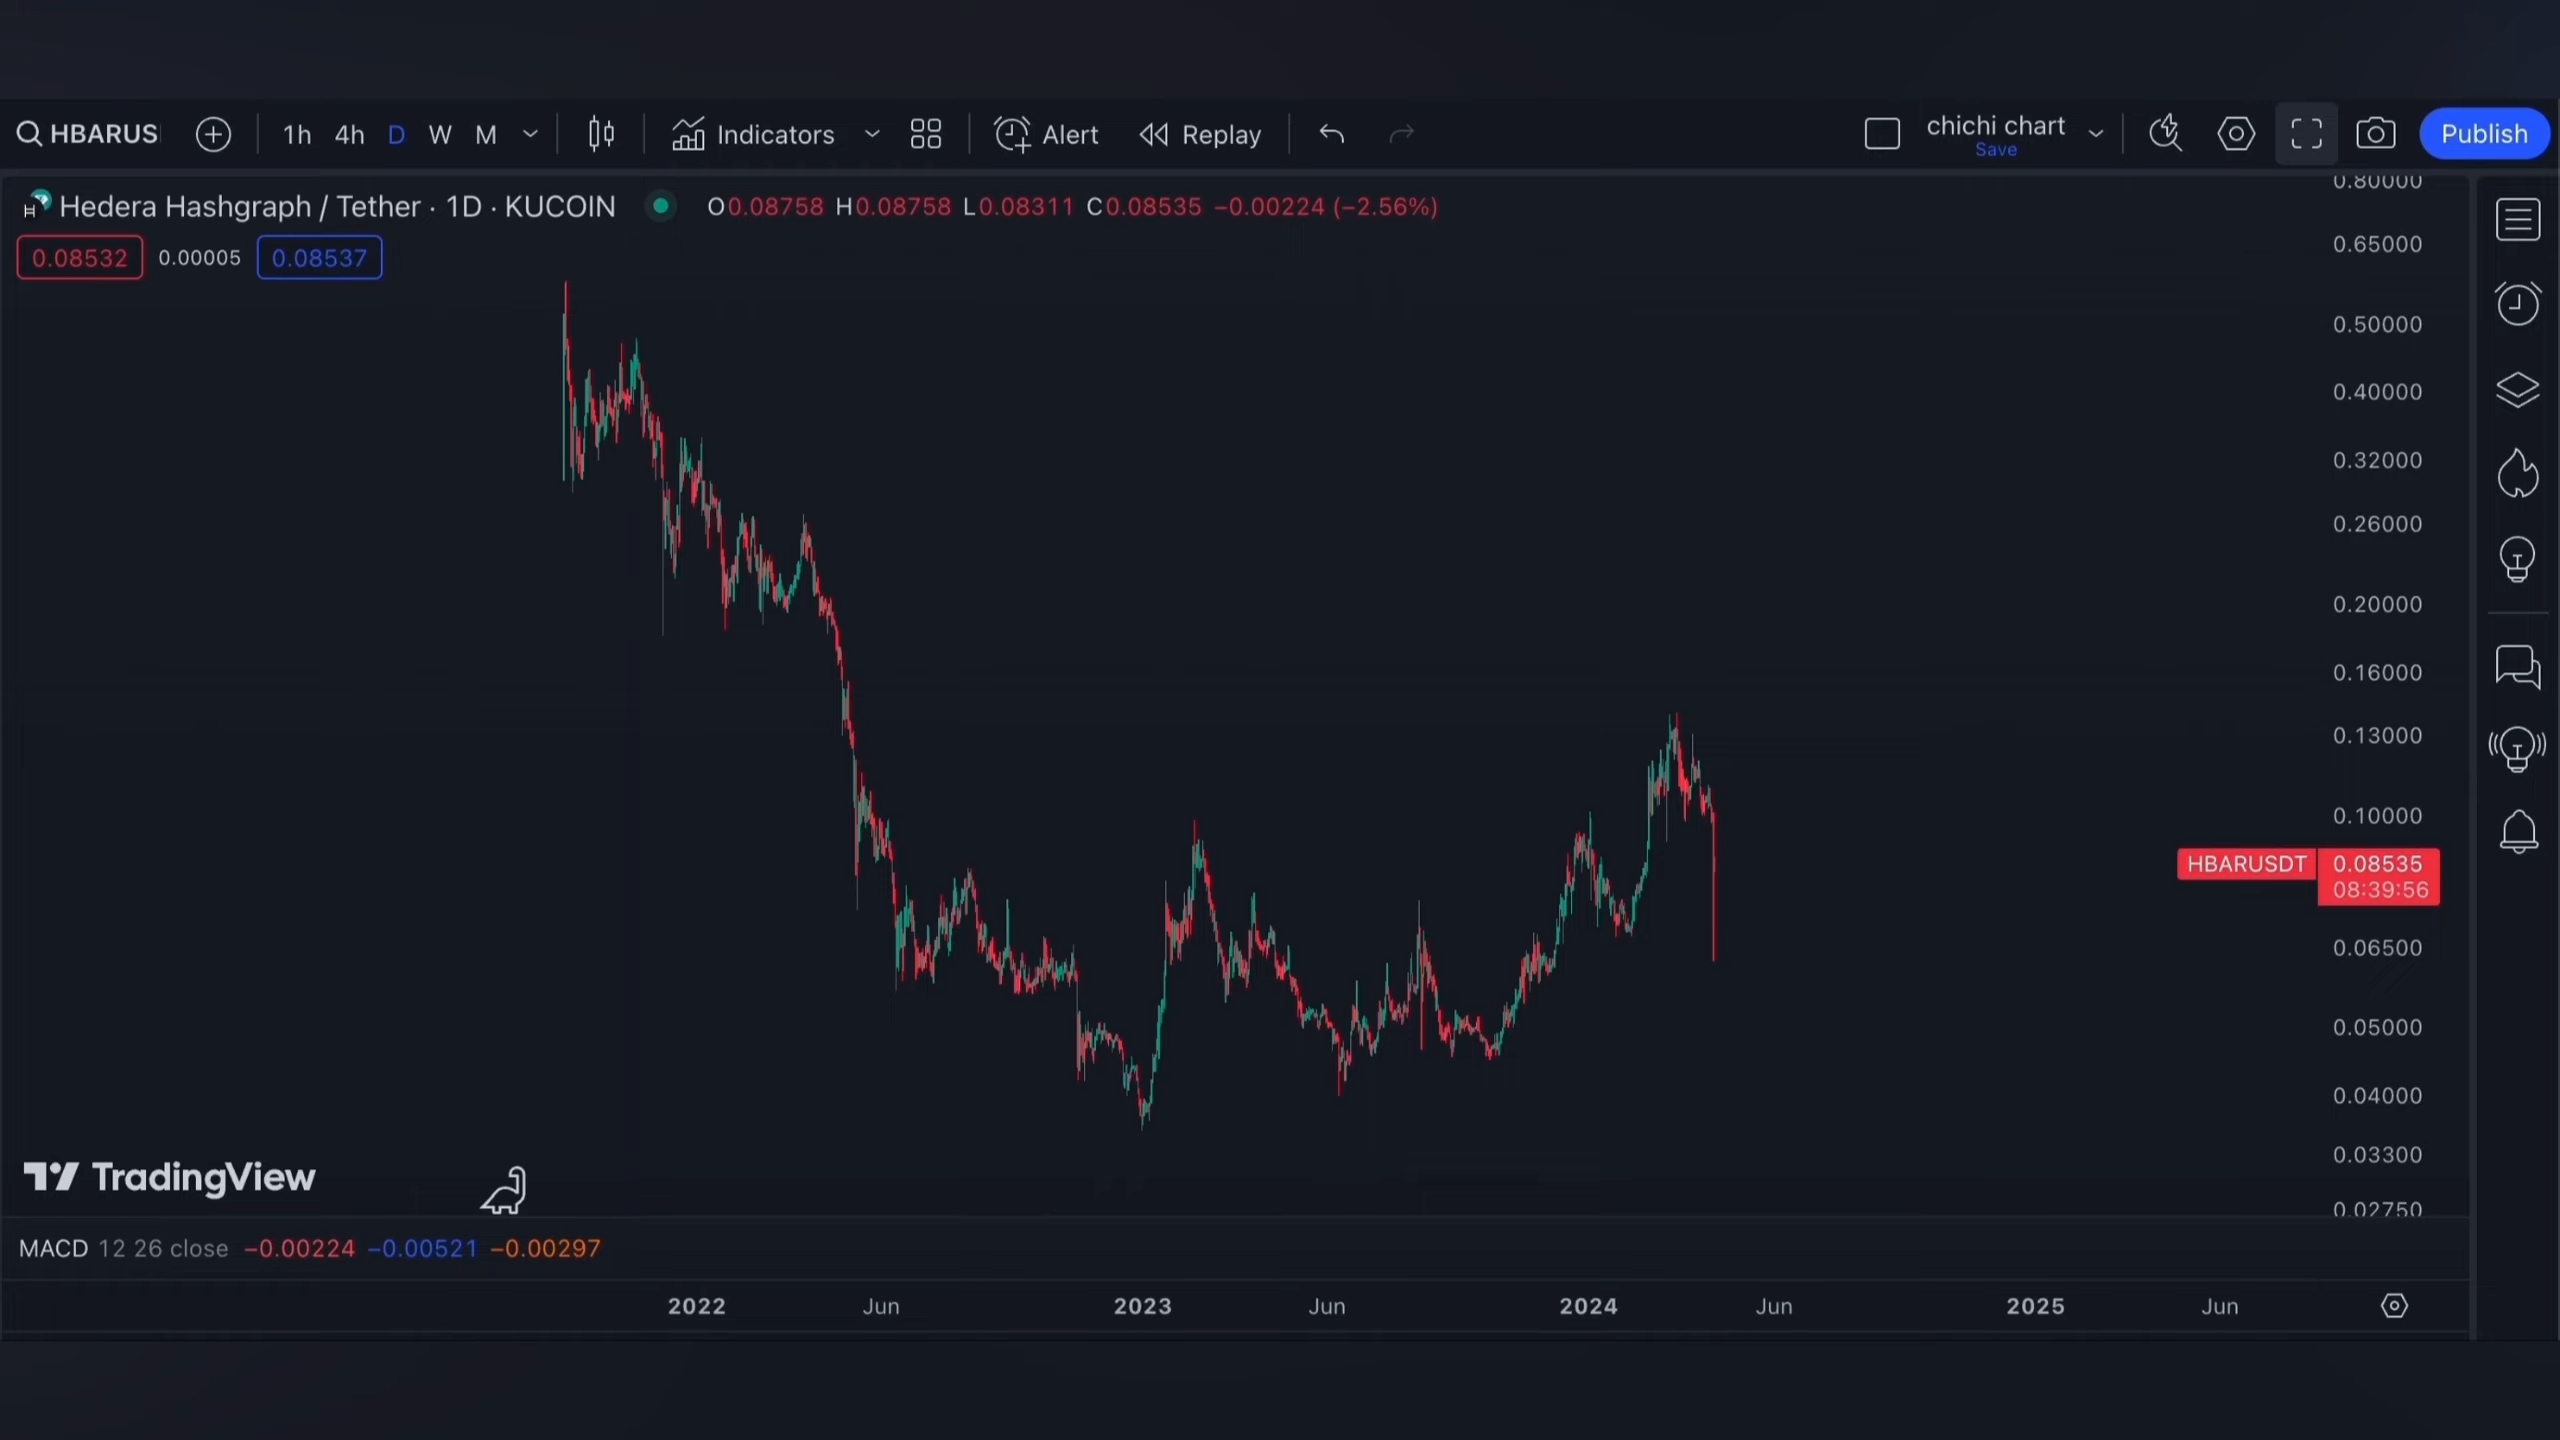 HBARUS 1h 4h D W M Indicators Alert Replay chichi chart Save Publish
Hedera Hashgraph / Tether · 1D · KUCOIN O0.08758 H0.08758 L0.08311 C0.08535 −0.00224 (−2.56%)
0.08532 0.00005 0.08537
0.80000
0.65000
0.50000
0.40000
0.32000
0.26000
0.20000
0.16000
0.13000
0.10000
HBARUSDT 0.08535
08:39:56
0.06500
0.05000
0.04000
0.03300
0.02750
TradingView
MACD 12 26 close −0.00224 −0.00521 −0.00297
2022 Jun 2023 Jun 2024 Jun 2025 Jun